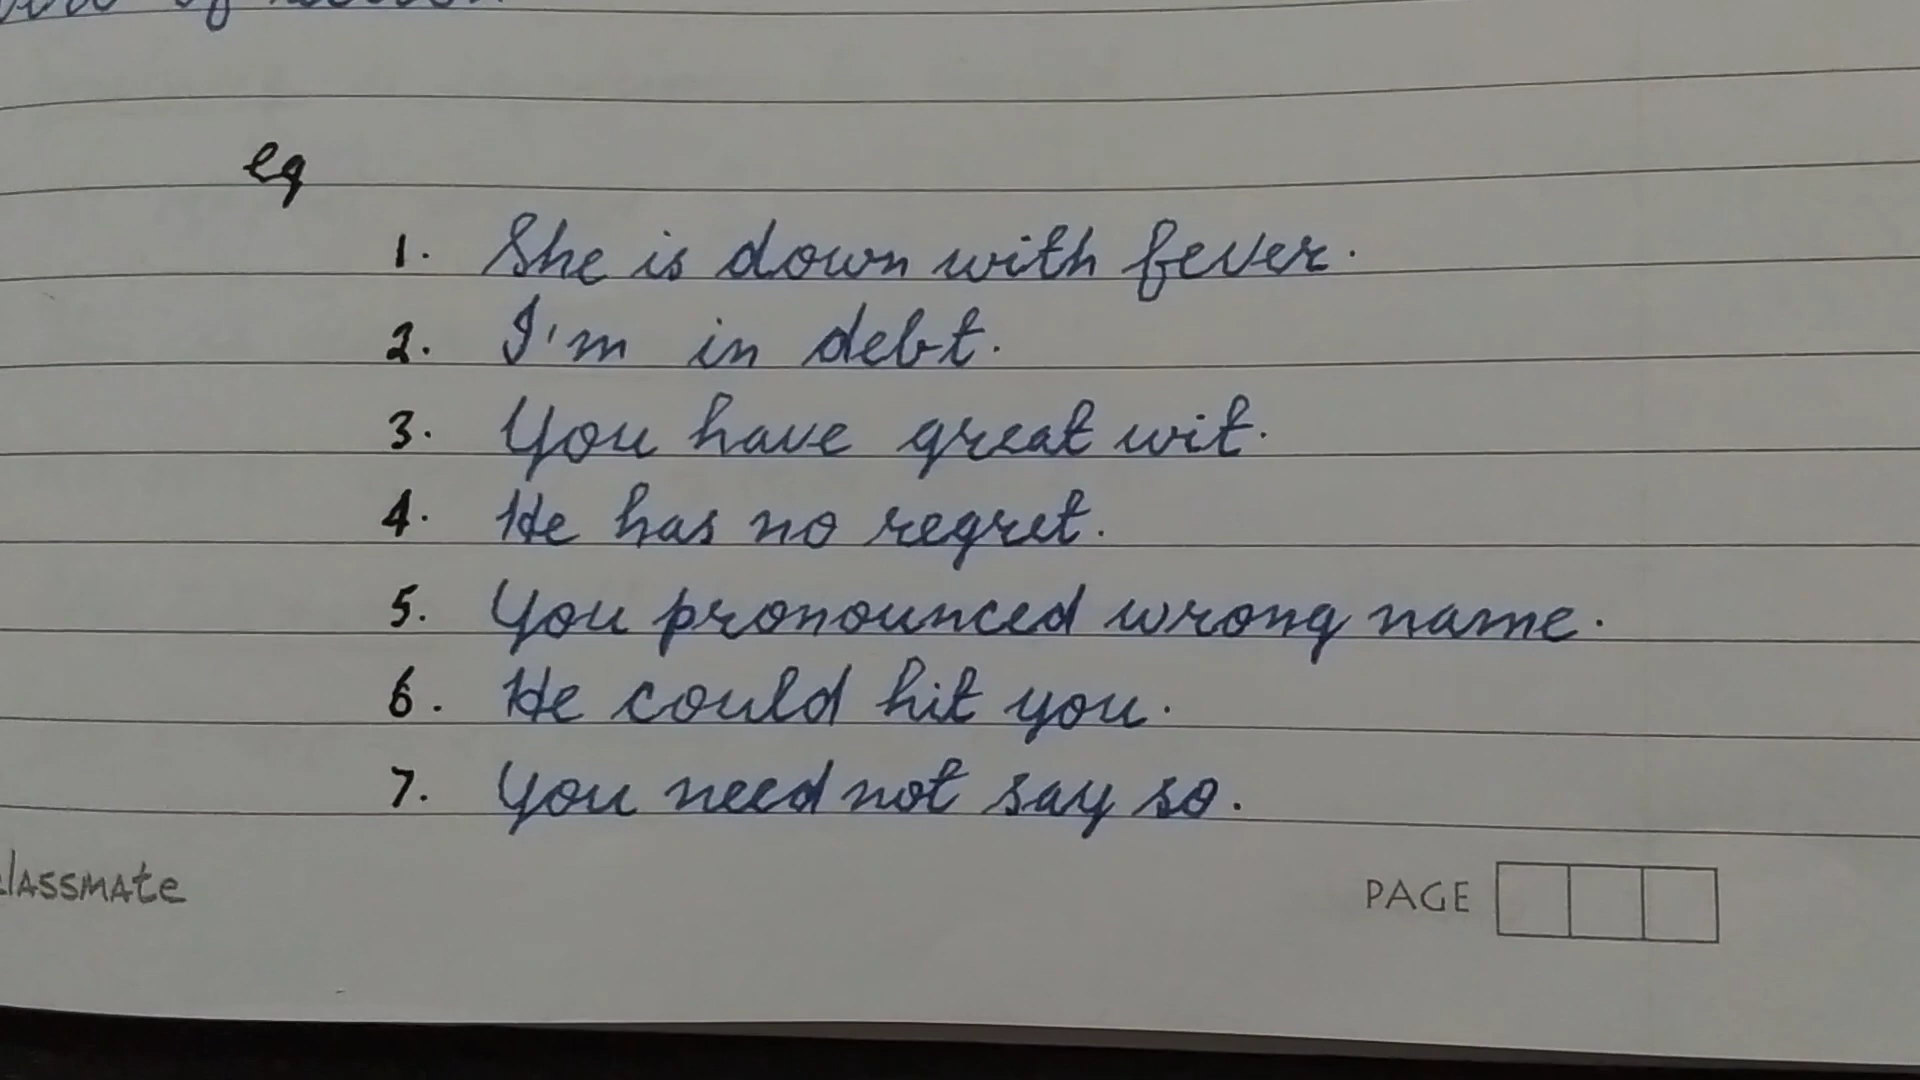 eg
1. She is down with fever.
2. I'm in debt.
3. You have great wit.
4. He has no regret.
5. You pronounced wrong name.
6. He could hit you.
7. You need not say so.
classmate
PAGE